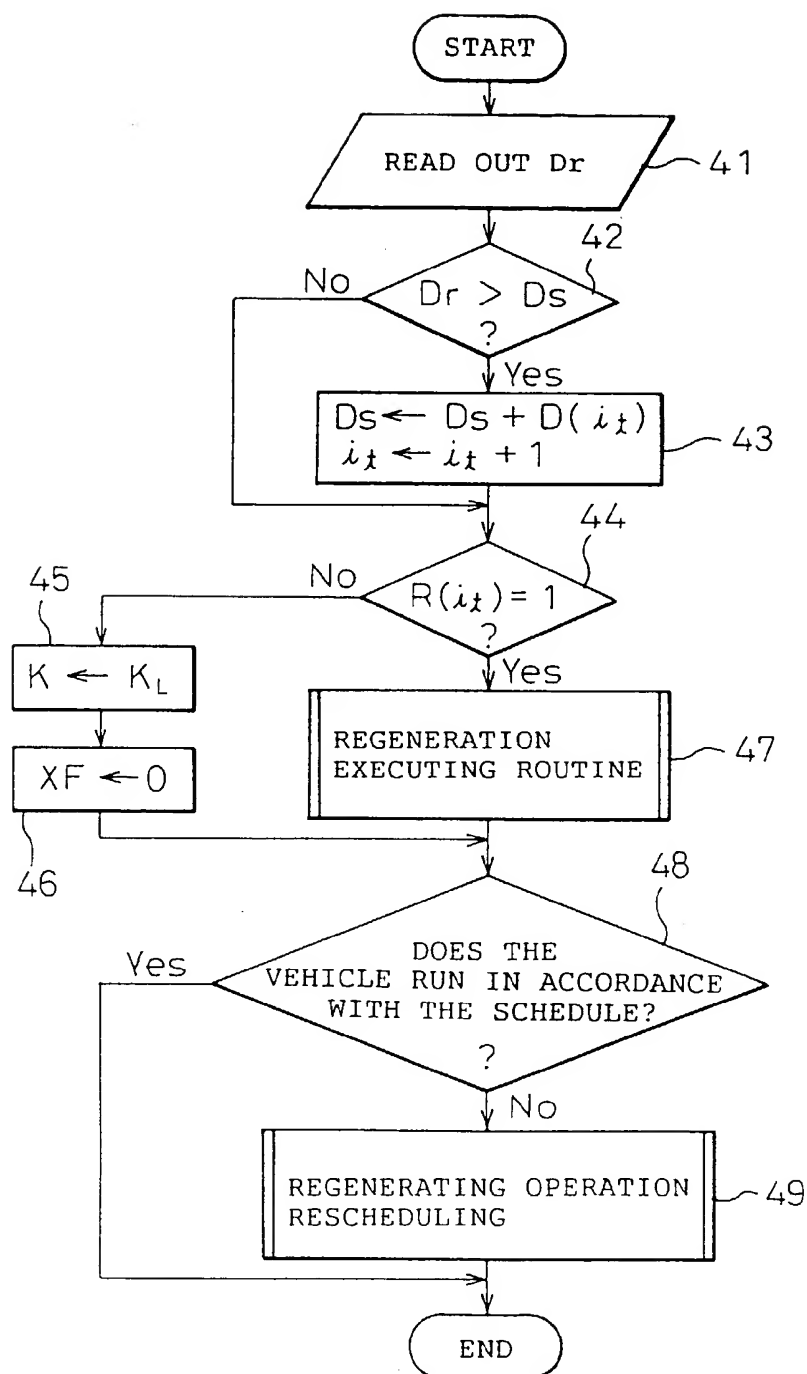 START
READ OUT Dr
41
42
No
Dr > Ds
?
Yes
Ds ← Ds + D(it)
it ← it + 1
43
44
No
R(it) = 1
?
Yes
45
K ← KL
XF ← 0
46
REGENERATION
EXECUTING ROUTINE
47
48
Yes
DOES THE
VEHICLE RUN IN ACCORDANCE
WITH THE SCHEDULE?
?
No
REGENERATING OPERATION
RESCHEDULING
49
END